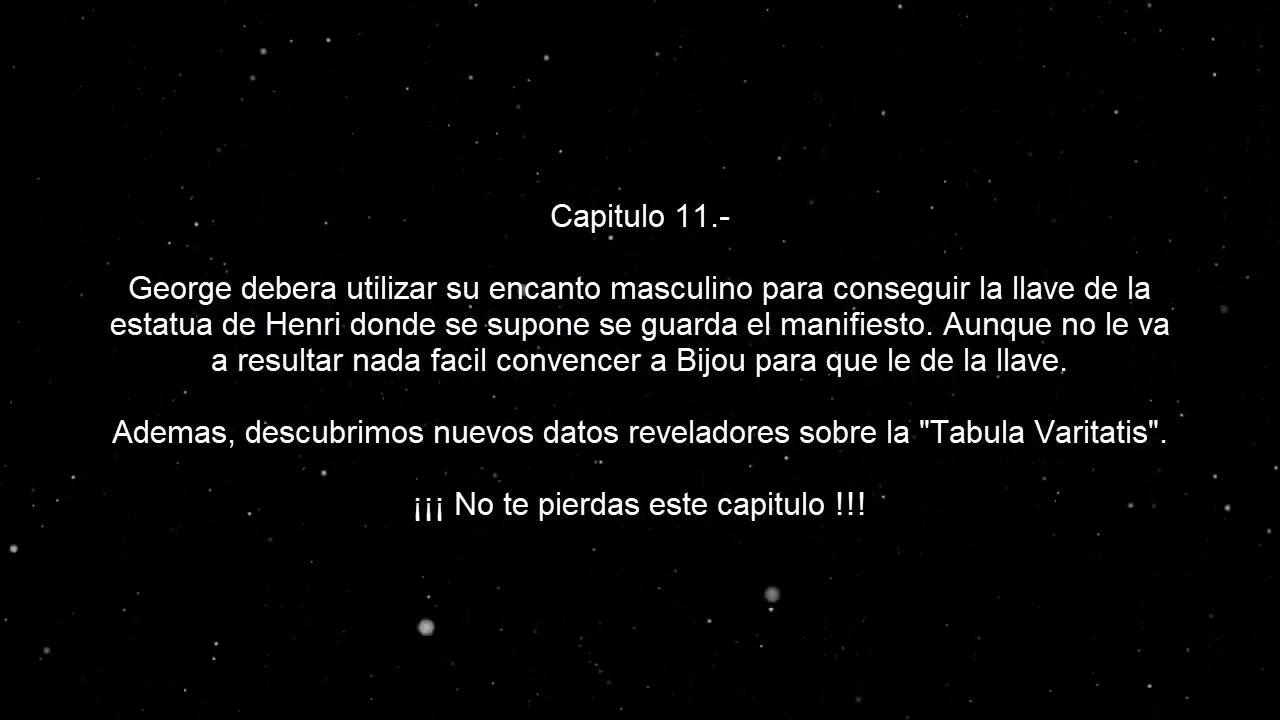 Capitulo 11.-
George debera utilizar su encanto masculino para conseguir la llave de la
estatua de Henri donde se supone se guarda el manifiesto. Aunque no le va
a resultar nada facil convencer a Bijou para que le de la llave.
Ademas, descubrimos nuevos datos reveladores sobre la "Tabula Varitatis".
¡¡¡ No te pierdas este capitulo !!!